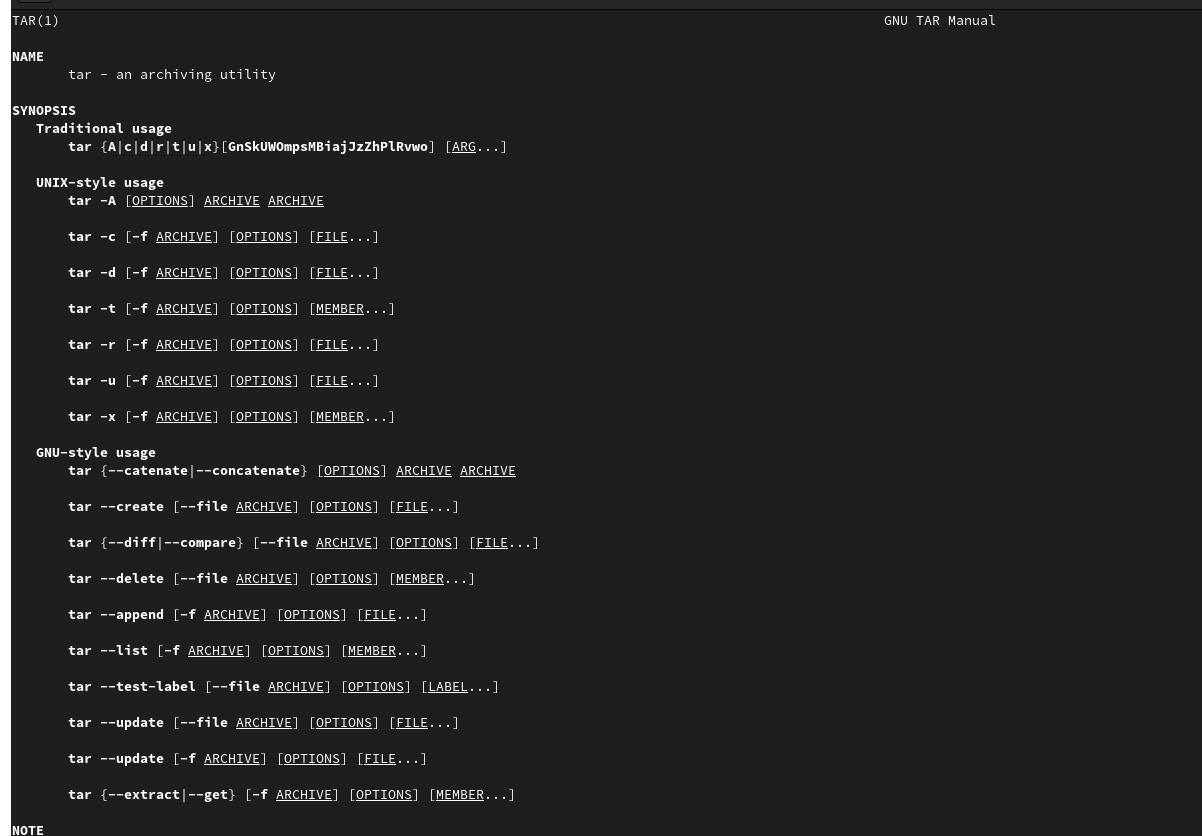 TAR(1) GNU TAR Manual
NAME
tar - an archiving utility
SYNOPSIS
Traditional usage
tar {A|c|d|r|t|u|x}[GnSkUWOmpsMBiajJzZhPlRvwo] [ARG...]
UNIX-style usage
tar -A [OPTIONS] ARCHIVE ARCHIVE
tar -c [-f ARCHIVE] [OPTIONS] [FILE...]
tar -d [-f ARCHIVE] [OPTIONS] [FILE...]
tar -t [-f ARCHIVE] [OPTIONS] [MEMBER...]
tar -r [-f ARCHIVE] [OPTIONS] [FILE...]
tar -u [-f ARCHIVE] [OPTIONS] [FILE...]
tar -x [-f ARCHIVE] [OPTIONS] [MEMBER...]
GNU-style usage
tar {--catenate|--concatenate} [OPTIONS] ARCHIVE ARCHIVE
tar --create [--file ARCHIVE] [OPTIONS] [FILE...]
tar {--diff|--compare} [--file ARCHIVE] [OPTIONS] [FILE...]
tar --delete [--file ARCHIVE] [OPTIONS] [MEMBER...]
tar --append [-f ARCHIVE] [OPTIONS] [FILE...]
tar --list [-f ARCHIVE] [OPTIONS] [MEMBER...]
tar --test-label [--file ARCHIVE] [OPTIONS] [LABEL...]
tar --update [--file ARCHIVE] [OPTIONS] [FILE...]
tar --update [-f ARCHIVE] [OPTIONS] [FILE...]
tar {--extract|--get} [-f ARCHIVE] [OPTIONS] [MEMBER...]
NOTE